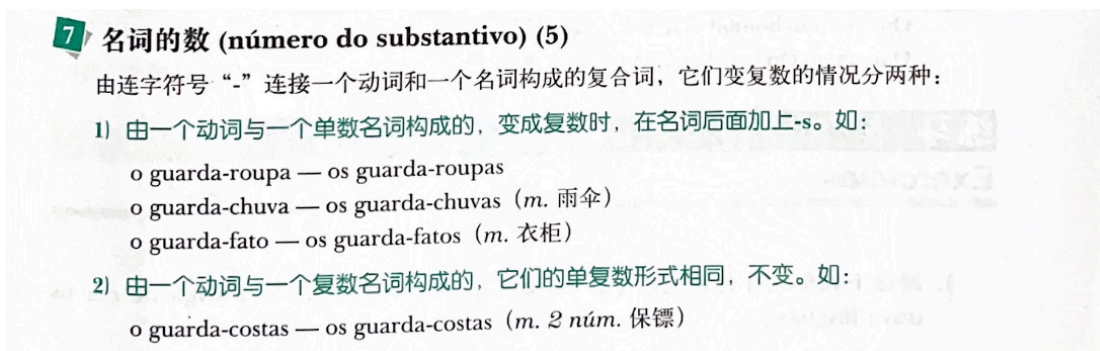 7 名词的数 (número do substantivo) (5)
由连字符号“-”连接一个动词和一个名词构成的复合词，它们变复数的情况分两种：
1) 由一个动词与一个单数名词构成的，变成复数时，在名词后面加上-s。如：
o guarda-roupa — os guarda-roupas
o guarda-chuva — os guarda-chuvas（m. 雨伞）
o guarda-fato — os guarda-fatos（m. 衣柜）
2) 由一个动词与一个复数名词构成的，它们的单复数形式相同，不变。如：
o guarda-costas — os guarda-costas（m. 2 núm. 保镖）